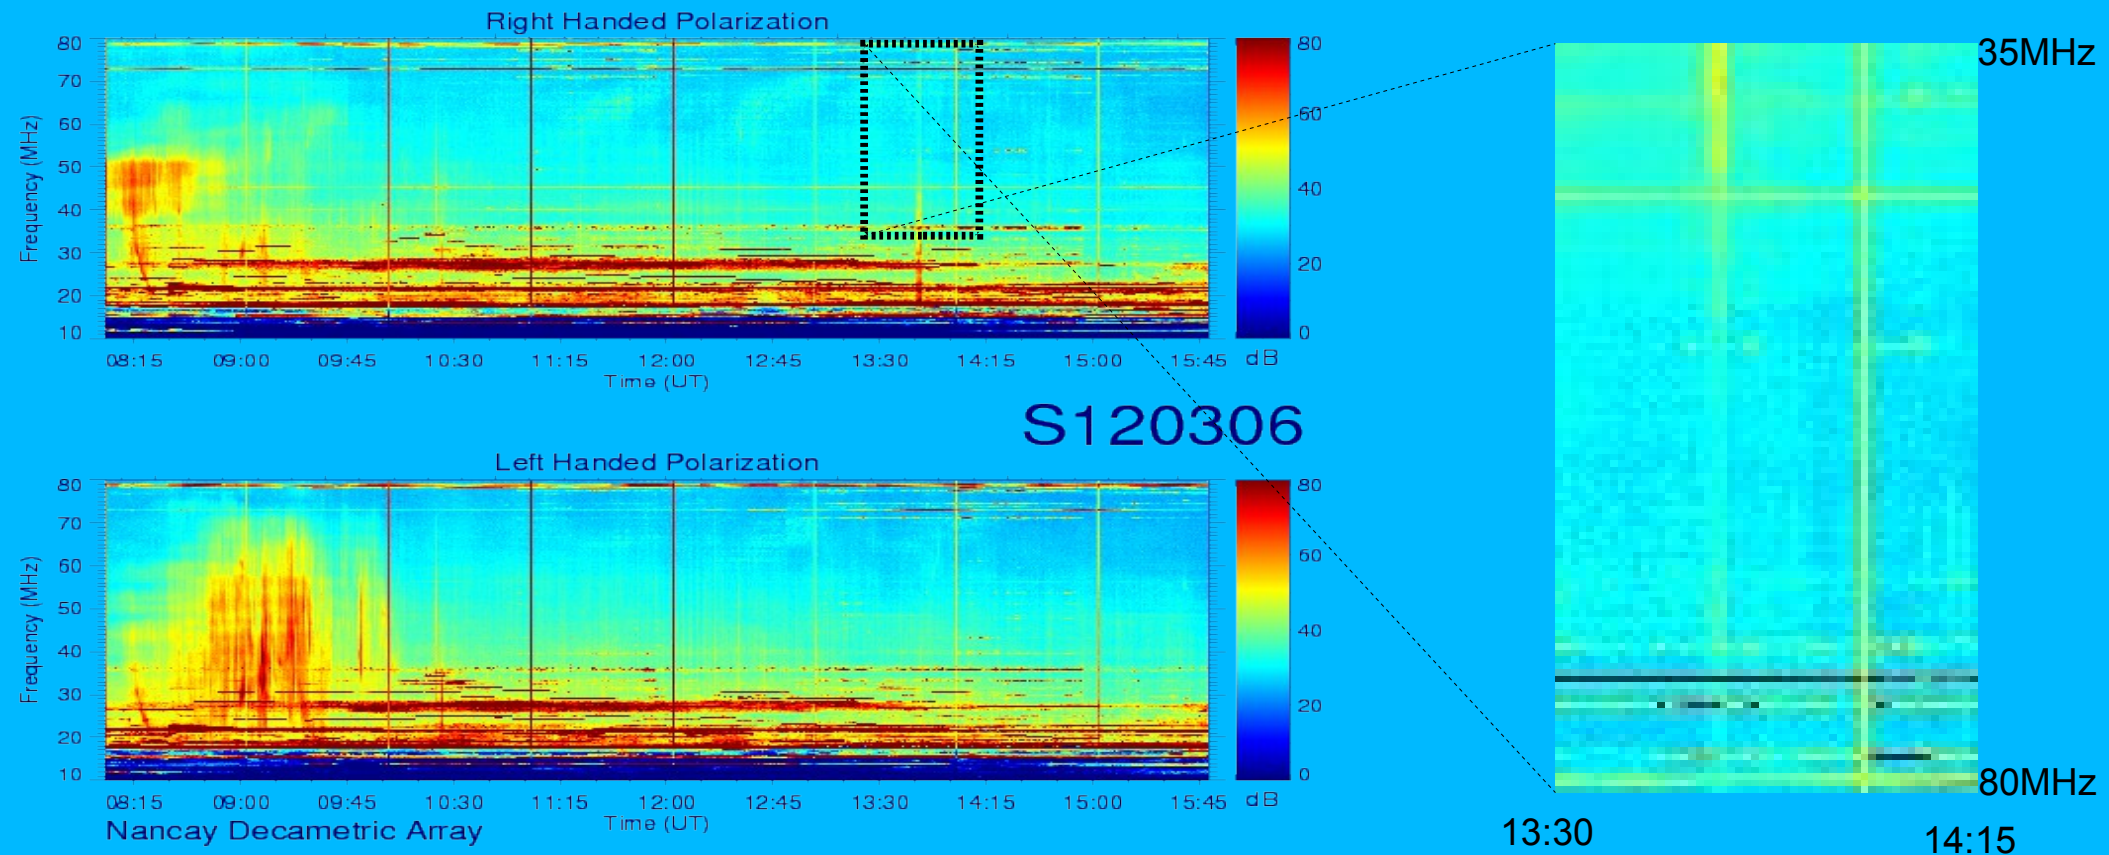 Right Handed Polarization
80
70
60
50
40
30
20
10
Frequency (MHz)
08:15 09:00 09:45 10:30 11:15 12:00 12:45 13:30 14:15 15:00 15:45
Time (UT)
80
60
40
20
0
dB
S120306
Left Handed Polarization
80
70
60
50
40
30
20
10
Frequency (MHz)
08:15 09:00 09:45 10:30 11:15 12:00 12:45 13:30 14:15 15:00 15:45
Time (UT)
80
60
40
20
0
dB
Nancay Decametric Array
35MHz
80MHz
13:30
14:15